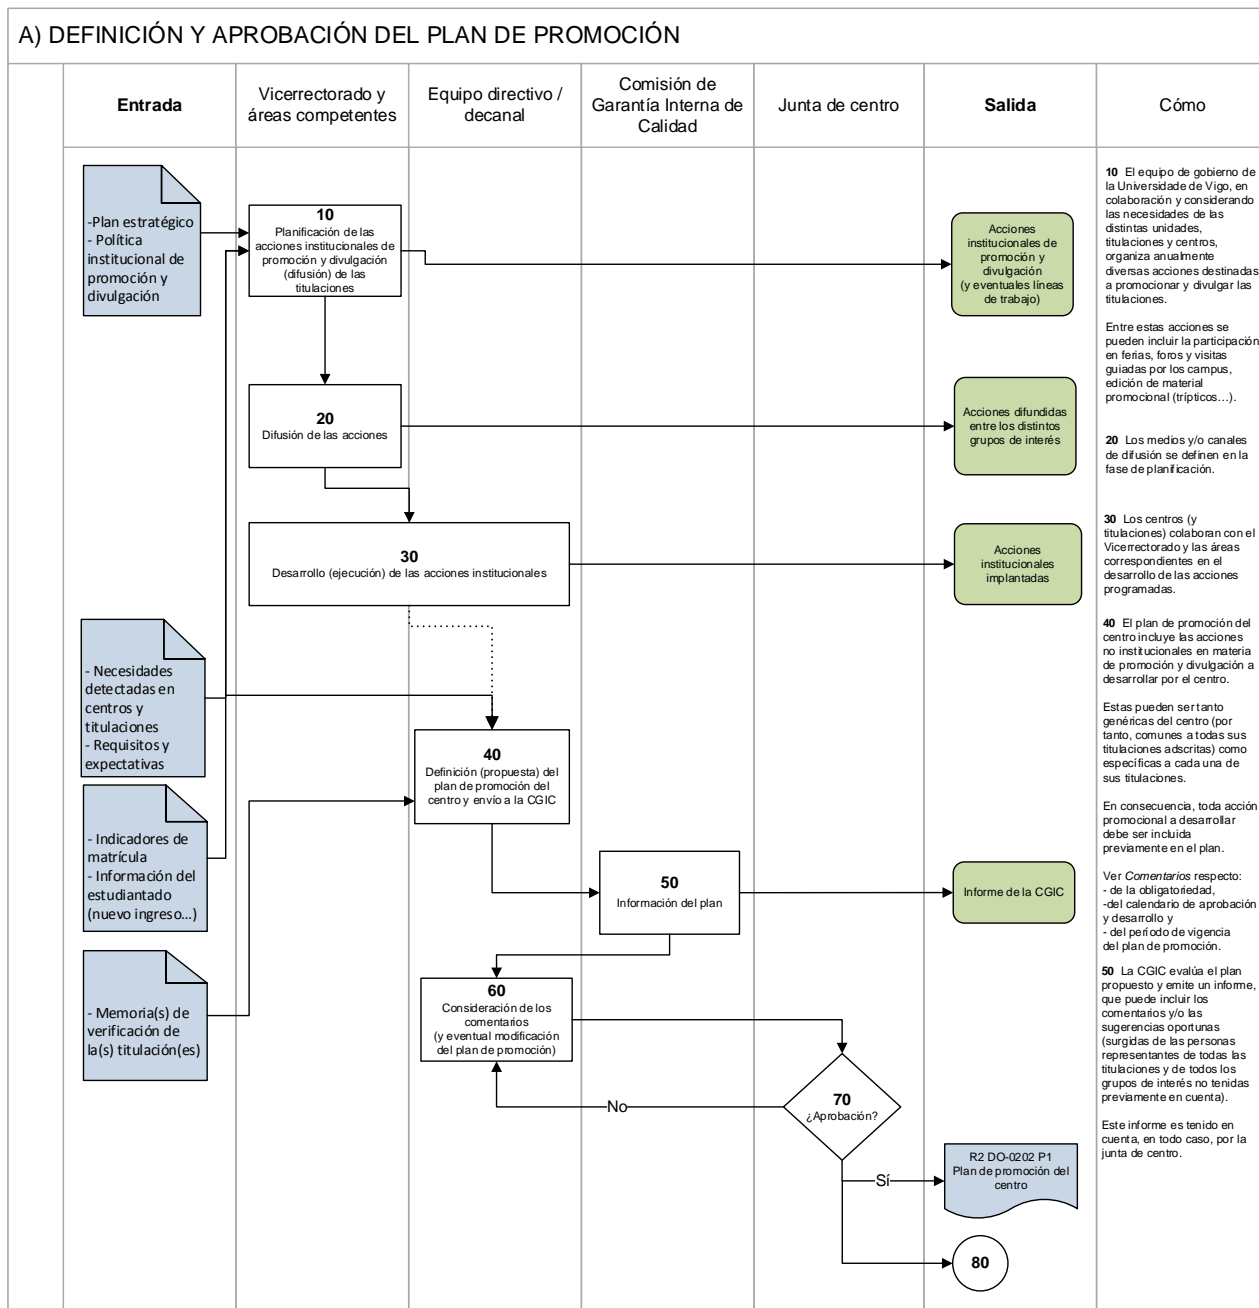 A) DEFINICIÓN Y APROBACIÓN DEL PLAN DE PROMOCIÓN
Entrada
Vicerrectorado y
áreas competentes
Equipo directivo /
decanal
Comisión de
Garantía Interna de
Calidad
Junta de centro
Salida
Cómo
-Plan estratégico
- Política
institucional de
promoción y
divulgación
10
Planificación de las
acciones institucionales de
promoción y divulgación
(difusión) de las
titulaciones
Acciones
institucionales de
promoción y
divulgación
(y eventuales líneas
de trabajo)
20
Difusión de las acciones
Acciones difundidas
entre los distintos
grupos de interés
30
Desarrollo (ejecución) de las acciones institucionales
Acciones
institucionales
implantadas
- Necesidades
detectadas en
centros y
titulaciones
- Requisitos y
expectativas
40
Definición (propuesta) del
plan de promoción del
centro y envío a la CGIC
- Indicadores de
matrícula
- Información del
estudiantado
(nuevo ingreso...)
50
Información del plan
Informe de la CGIC
- Memoria(s) de
verificación de
la(s) titulación(es)
60
Consideración de los
comentarios
(y eventual modificación
del plan de promoción)
70
¿Aprobación?
No
Sí
R2 DO-0202 P1
Plan de promoción del
centro
80
10 El equipo de gobierno de
la Universidade de Vigo, en
colaboración y considerando
las necesidades de las
distintas unidades,
titulaciones y centros,
organiza anualmente
diversas acciones destinadas
a promocionar y divulgar las
titulaciones.
Entre estas acciones se
pueden incluir la participación
en ferias, foros y visitas
guiadas por los campus,
edición de material
promocional (trípticos...).
20 Los medios y/o canales
de difusión se definen en la
fase de planificación.
30 Los centros (y
titulaciones) colaboran con el
Vicerrectorado y las áreas
correspondientes en el
desarrollo de las acciones
programadas.
40 El plan de promoción del
centro incluye las acciones
no institucionales en materia
de promoción y divulgación a
desarrollar por el centro.
Estas pueden ser tanto
genéricas del centro (por
tanto, comunes a todas sus
titulaciones adscritas) como
específicas a cada una de
sus titulaciones.
En consecuencia, toda acción
promocional a desarrollar
debe ser incluida
previamente en el plan.
Ver Comentarios respecto:
- de la obligatoriedad,
-del calendario de aprobación
y desarrollo y
- del período de vigencia
del plan de promoción.
50 La CGIC evalúa el plan
propuesto y emite un informe,
que puede incluir los
comentarios y/o las
sugerencias oportunas
(surgidas de las personas
representantes de todas las
titulaciones y de todos los
grupos de interés no tenidas
previamente en cuenta).
Este informe es tenido en
cuenta, en todo caso, por la
junta de centro.